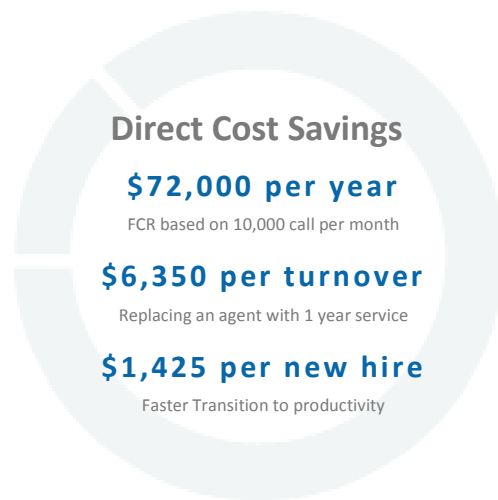 Direct Cost Savings
$72,000 per year
FCR based on 10,000 call per month
$6,350 per turnover
Replacing an agent with 1 year service
$1,425 per new hire
Faster Transition to productivity